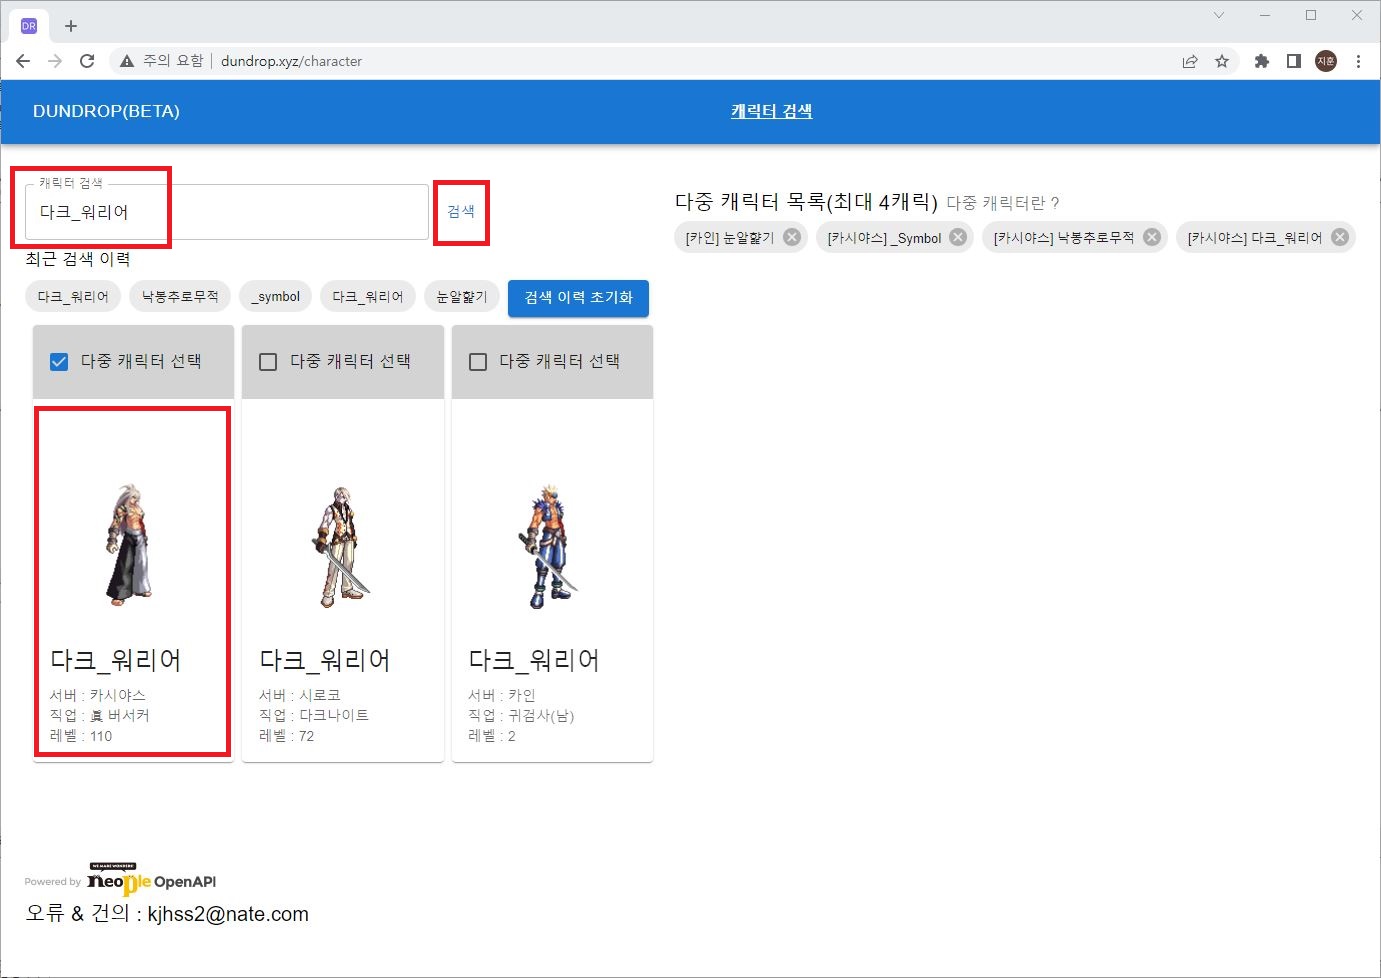 DR
주의 요함 | dundrop.xyz/character
지훈
DUNDROP(BETA)
캐릭터 검색
캐릭터 검색
다크_워리어
검색
최근 검색 이력
다크_워리어 낙봉추로무적 _symbol 다크_워리어 눈알핥기 검색 이력 초기화
다중 캐릭터 목록(최대 4캐릭) 다중 캐릭터란 ?
[카인] 눈알핥기 [카시야스] _Symbol [카시야스] 낙봉추로무적 [카시야스] 다크_워리어
다중 캐릭터 선택
다크_워리어
서버 : 카시야스
직업 : 眞 버서커
레벨 : 110
다중 캐릭터 선택
다크_워리어
서버 : 시로코
직업 : 다크나이트
레벨 : 72
다중 캐릭터 선택
다크_워리어
서버 : 카인
직업 : 귀검사(남)
레벨 : 2
WE MAKE WONDERS!
Powered by neople OpenAPI
오류 & 건의 : kjhss2@nate.com